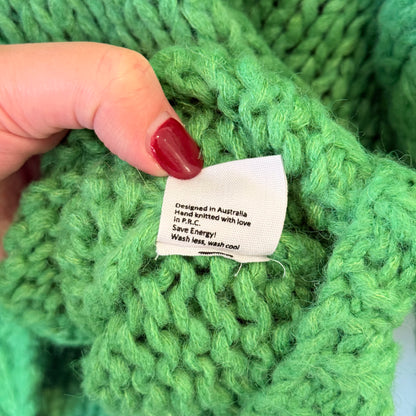 Designed in Australia
Hand knitted with love
in P.R.C.
Save Energy!
Wash less, wash cool